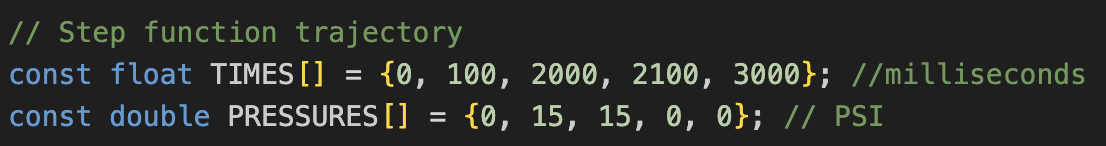 // Step function trajectory
const float TIMES[] = {0, 100, 2000, 2100, 3000}; //milliseconds
const double PRESSURES[] = {0, 15, 15, 0, 0}; // PSI